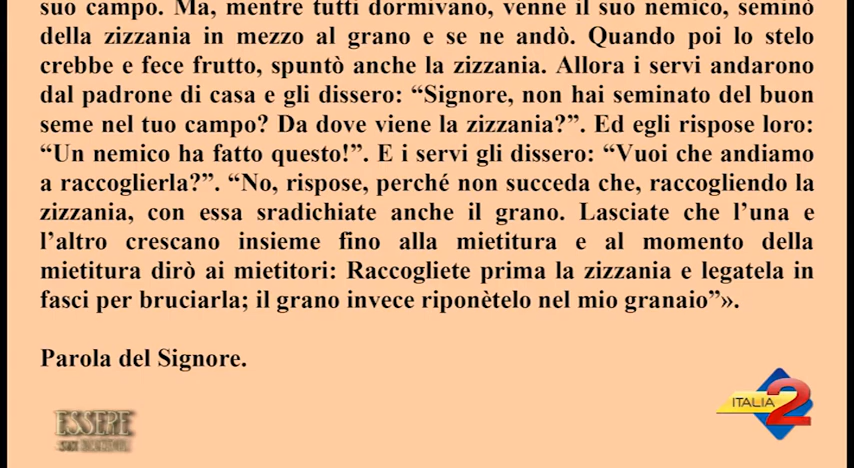 suo campo. Ma, mentre tutti dormivano, venne il suo nemico, seminò
della zizzania in mezzo al grano e se ne andò. Quando poi lo stelo
crebbe e fece frutto, spuntò anche la zizzania. Allora i servi andarono
dal padrone di casa e gli dissero: “Signore, non hai seminato del buon
seme nel tuo campo? Da dove viene la zizzania?”. Ed egli rispose loro:
“Un nemico ha fatto questo!”. E i servi gli dissero: “Vuoi che andiamo
a raccoglierla?”. “No, rispose, perché non succeda che, raccogliendo la
zizzania, con essa sradichiate anche il grano. Lasciate che l’una e
l’altro crescano insieme fino alla mietitura e al momento della
mietitura dirò ai mietitori: Raccogliete prima la zizzania e legatela in
fasci per bruciarla; il grano invece riponètelo nel mio granaio”».
Parola del Signore.
ESSERE
ITALIA 2